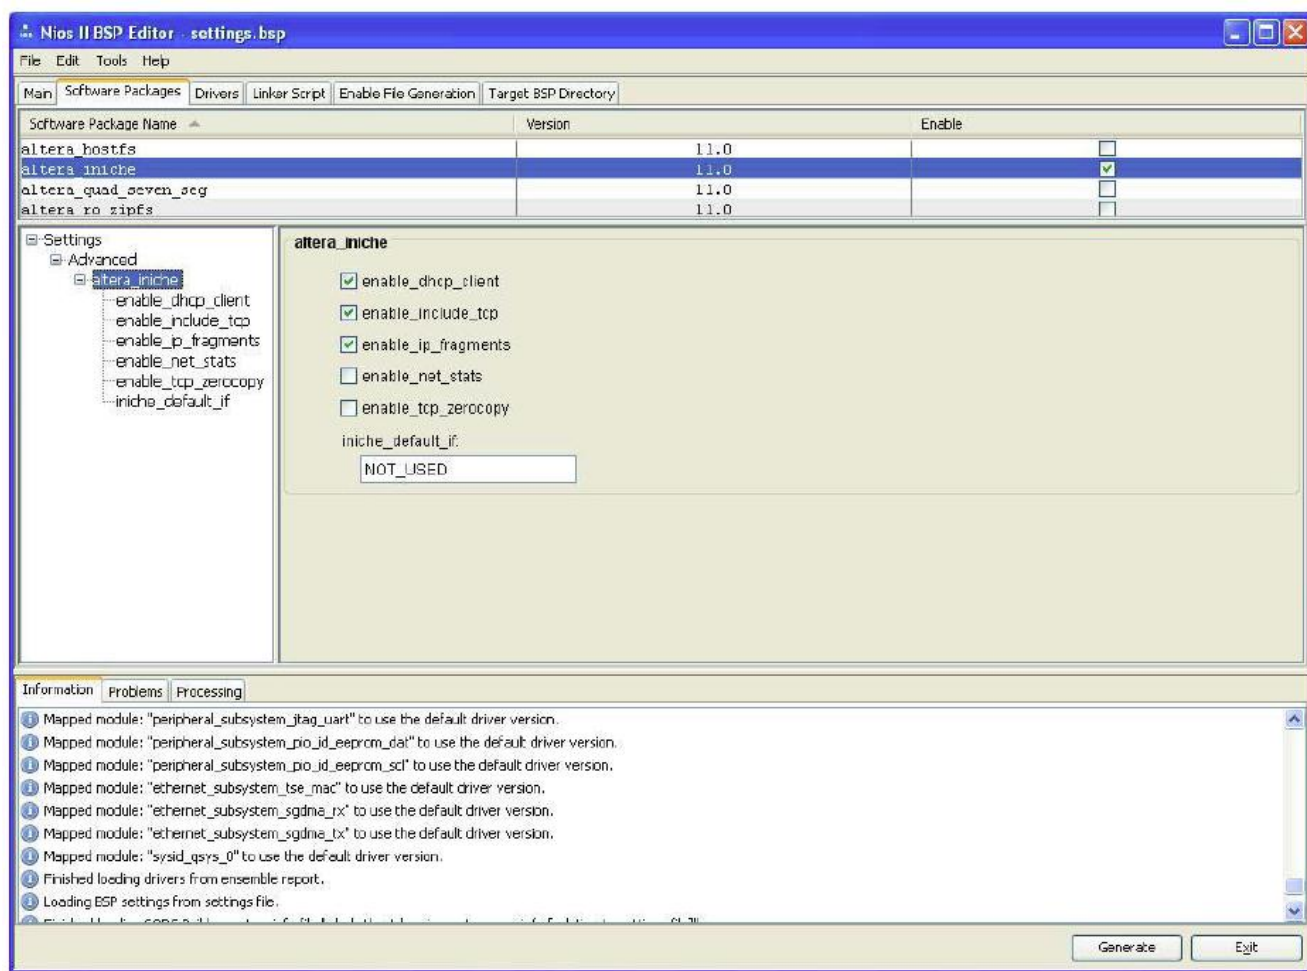 Nios II BSP Editor - settings.bsp
File Edit Tools Help
Main Software Packages Drivers Linker Script Enable File Generation Target BSP Directory
Software Package Name Version Enable
altera_hostfs 11.0
altera_iniche 11.0
altera_quad_seven_seg 11.0
altera_ro_zipfs 11.0
Settings
Advanced
altera_iniche
enable_dhcp_client
enable_include_tcp
enable_ip_fragments
enable_net_stats
enable_tcp_zerocopy
iniche_default_if
altera_iniche
enable_dhcp_client
enable_include_tcp
enable_ip_fragments
enable_net_stats
enable_tcp_zerocopy
iniche_default_if:
NOT_USED
Information Problems Processing
Mapped module: "peripheral_subsystem_jtag_uart" to use the default driver version.
Mapped module: "peripheral_subsystem_pio_id_eeprom_dat" to use the default driver version.
Mapped module: "peripheral_subsystem_pio_id_eeprom_scl" to use the default driver version.
Mapped module: "ethernet_subsystem_tse_mac" to use the default driver version.
Mapped module: "ethernet_subsystem_sgdma_rx" to use the default driver version.
Mapped module: "ethernet_subsystem_sgdma_tx" to use the default driver version.
Mapped module: "sysid_qsys_0" to use the default driver version.
Finished loading drivers from ensemble report.
Loading BSP settings from settings file.
Generate Exit